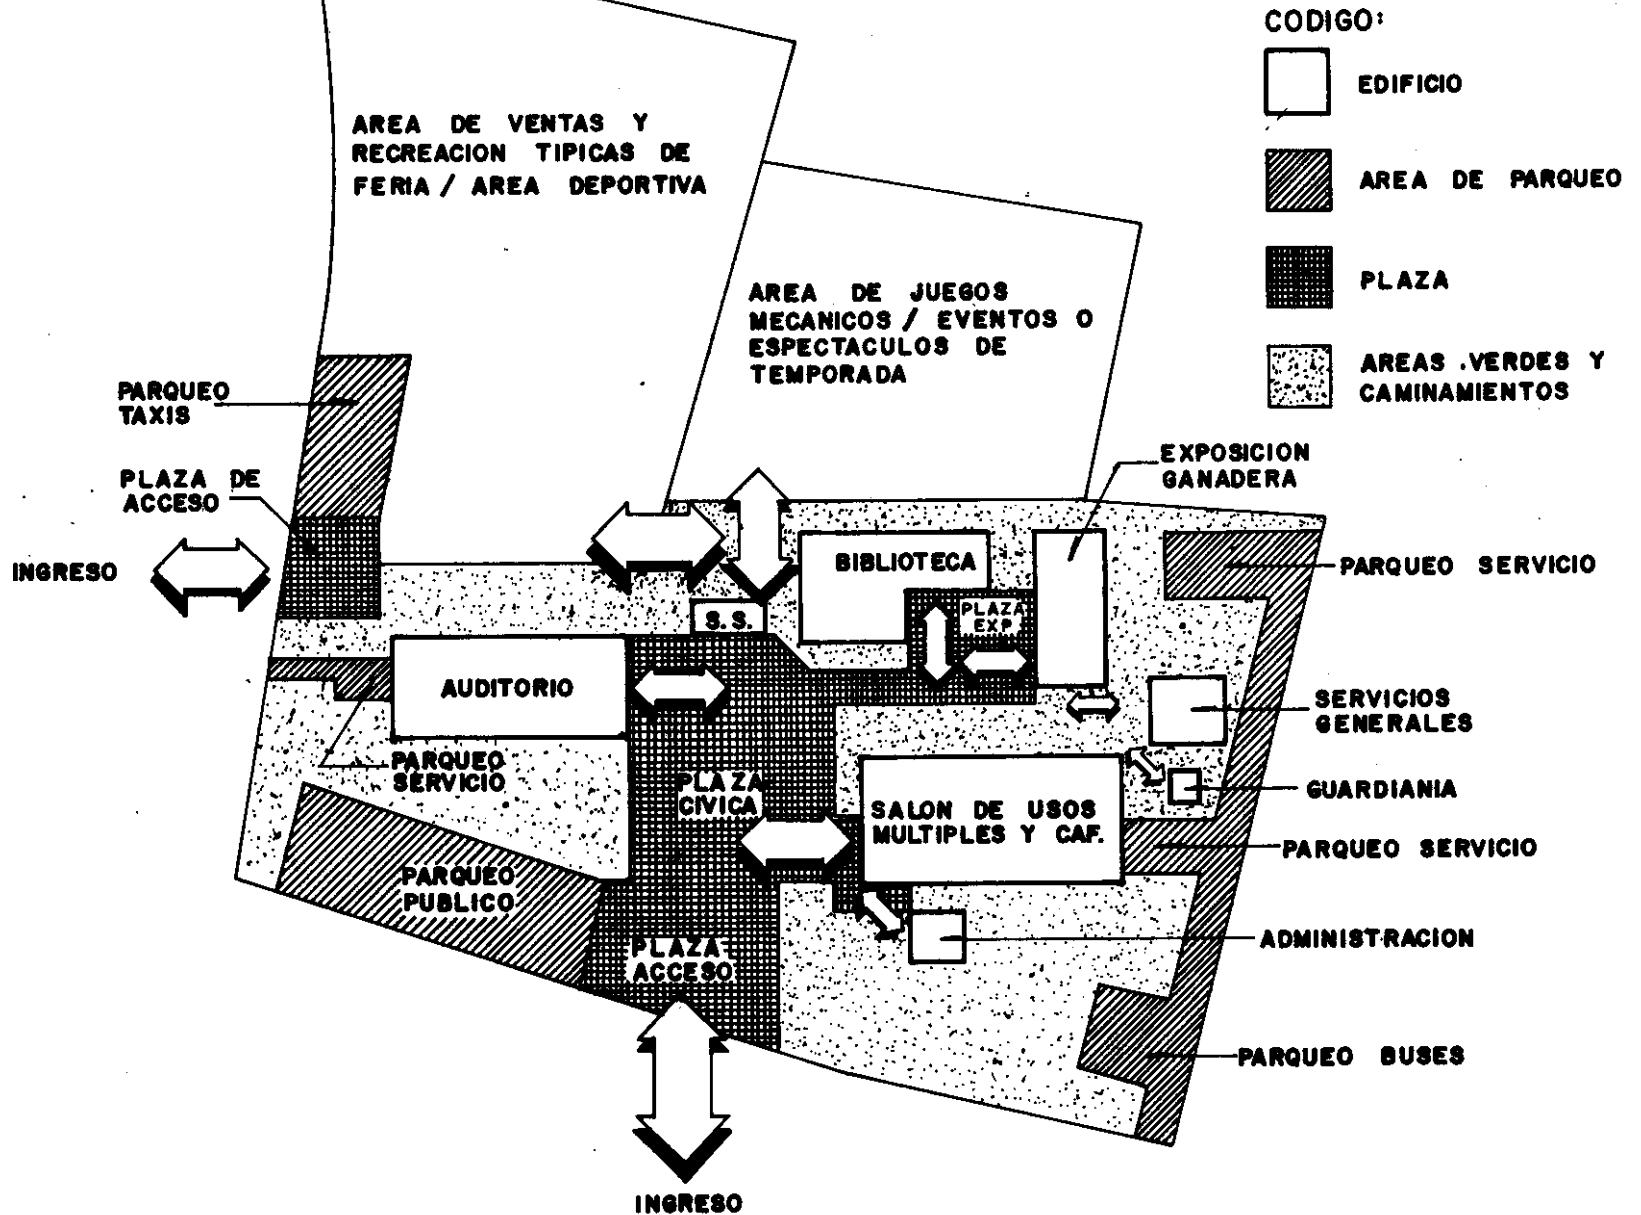 CODIGO:
EDIFICIO
AREA DE PARQUEO
PLAZA
AREAS VERDES Y
CAMINAMIENTOS
AREA DE VENTAS Y
RECREACION TIPICAS DE
FERIA / AREA DEPORTIVA
AREA DE JUEGOS
MECANICOS / EVENTOS O
ESPECTACULOS DE
TEMPORADA
PARQUEO
TAXIS
PLAZA DE
ACCESO
INGRESO
EXPOSICION
GANADERA
BIBLIOTECA
PARQUEO SERVICIO
S. S.
PLAZA
EXP.
AUDITORIO
SERVICIOS
GENERALES
PARQUEO
SERVICIO
PLAZA
CIVICA
SALON DE USOS
MULTIPLES Y CAF.
GUARDIANIA
PARQUEO SERVICIO
PARQUEO
PUBLICO
PLAZA
ACCESO
ADMINISTRACION
PARQUEO BUSES
INGRESO